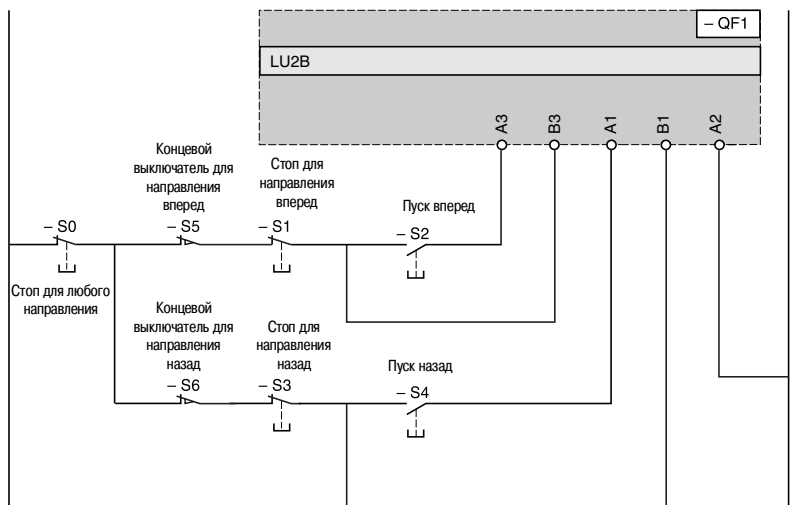 – QF1
LU2B
A3
B3
A1
B1
A2
Концевой
выключатель для
направления
вперед
Стоп для
направления
вперед
Пуск вперед
– S0
– S5
– S1
– S2
Стоп для любого
направления
Концевой
выключатель для
направления
назад
Стоп для
направления
назад
Пуск назад
– S6
– S3
– S4